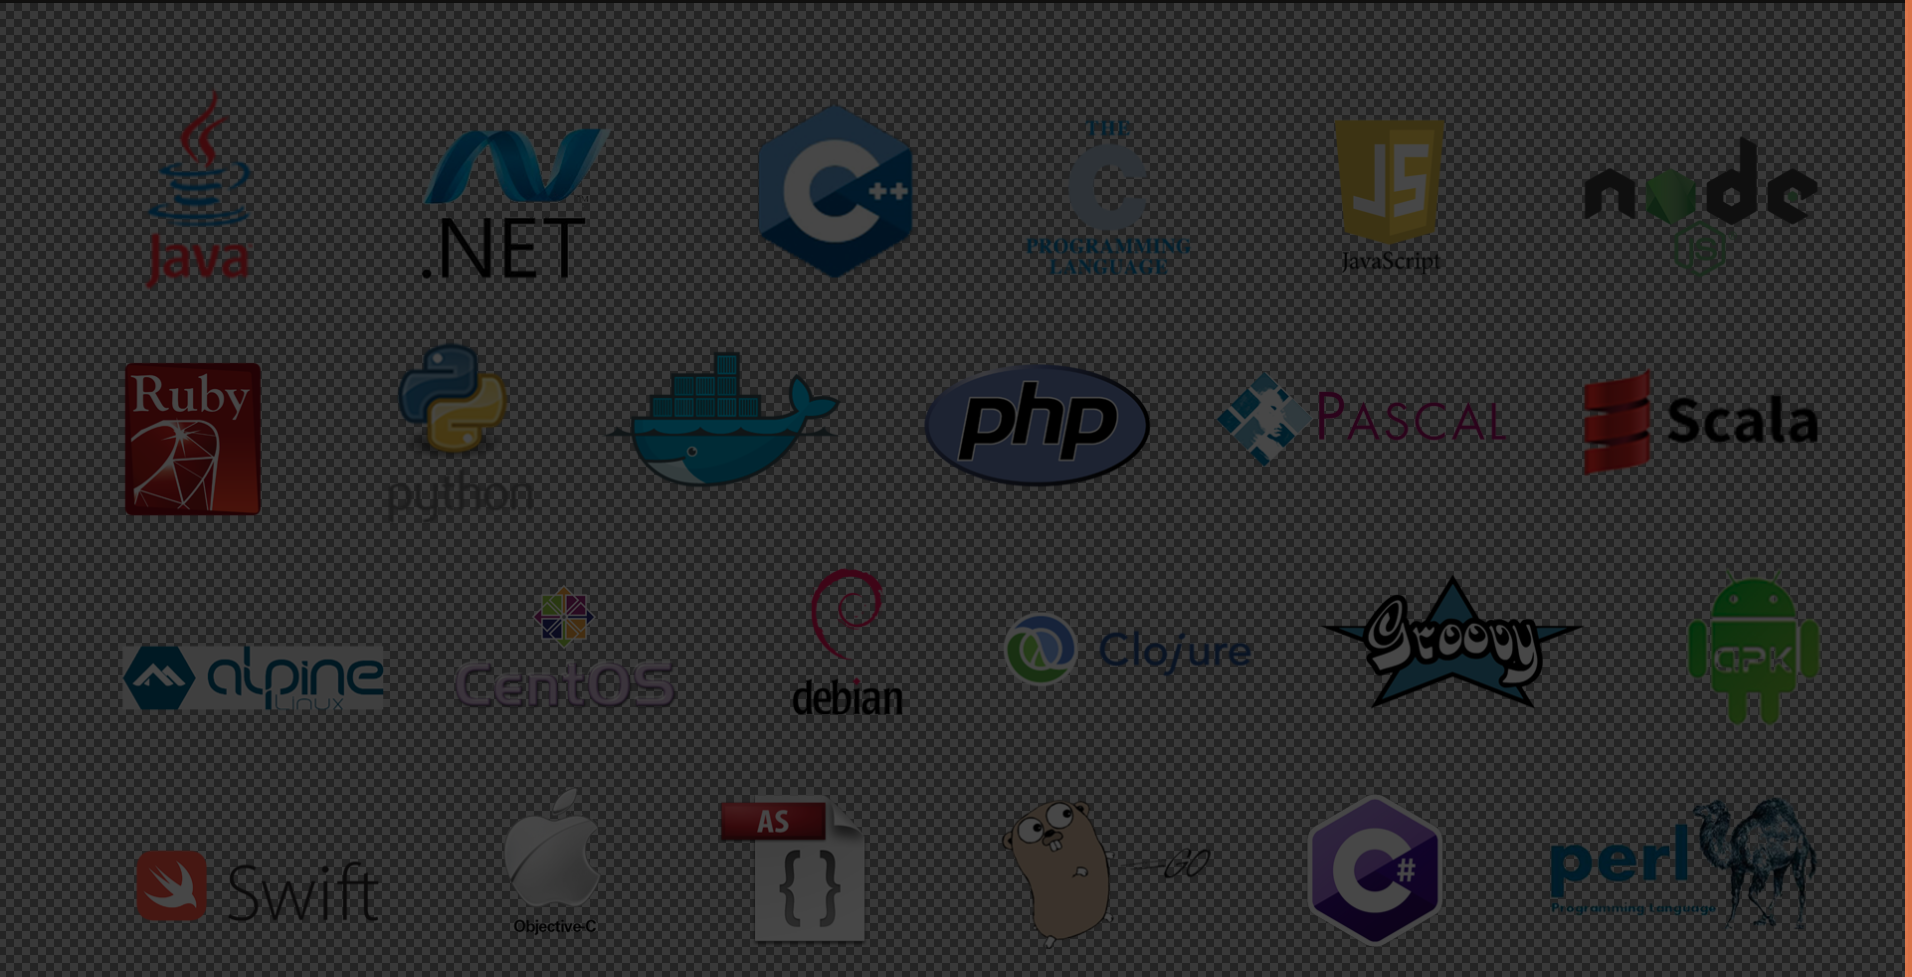 Java
.NET
C++
THE
C
PROGRAMMING
LANGUAGE
JS
JavaScript
node
JS
Ruby
python
php
PASCAL
Scala
alpine
Linux
CentOS
debian
Clojure
Groovy
APK
Swift
Objective-C
AS
{}
GO
C#
perl
Programming Language